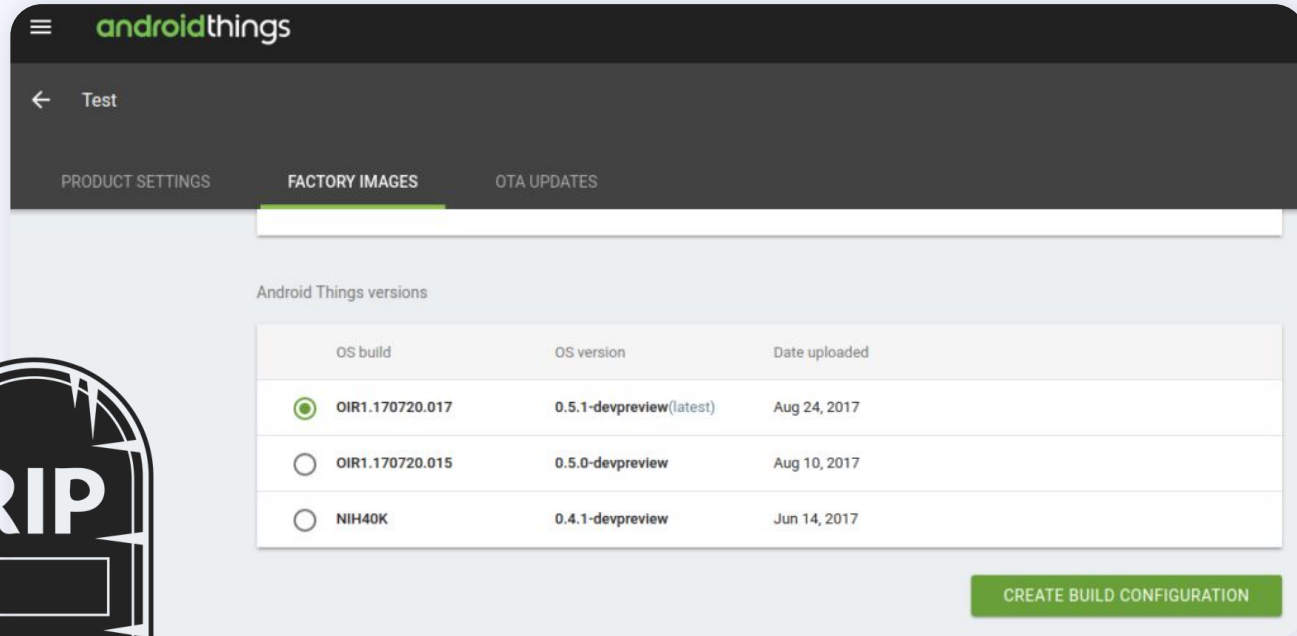 androidthings
Test
PRODUCT SETTINGS FACTORY IMAGES OTA UPDATES
Android Things versions
OS build OS version Date uploaded
OIR1.170720.017 0.5.1-devpreview(latest) Aug 24, 2017
OIR1.170720.015 0.5.0-devpreview Aug 10, 2017
NIH40K 0.4.1-devpreview Jun 14, 2017
RIP
CREATE BUILD CONFIGURATION